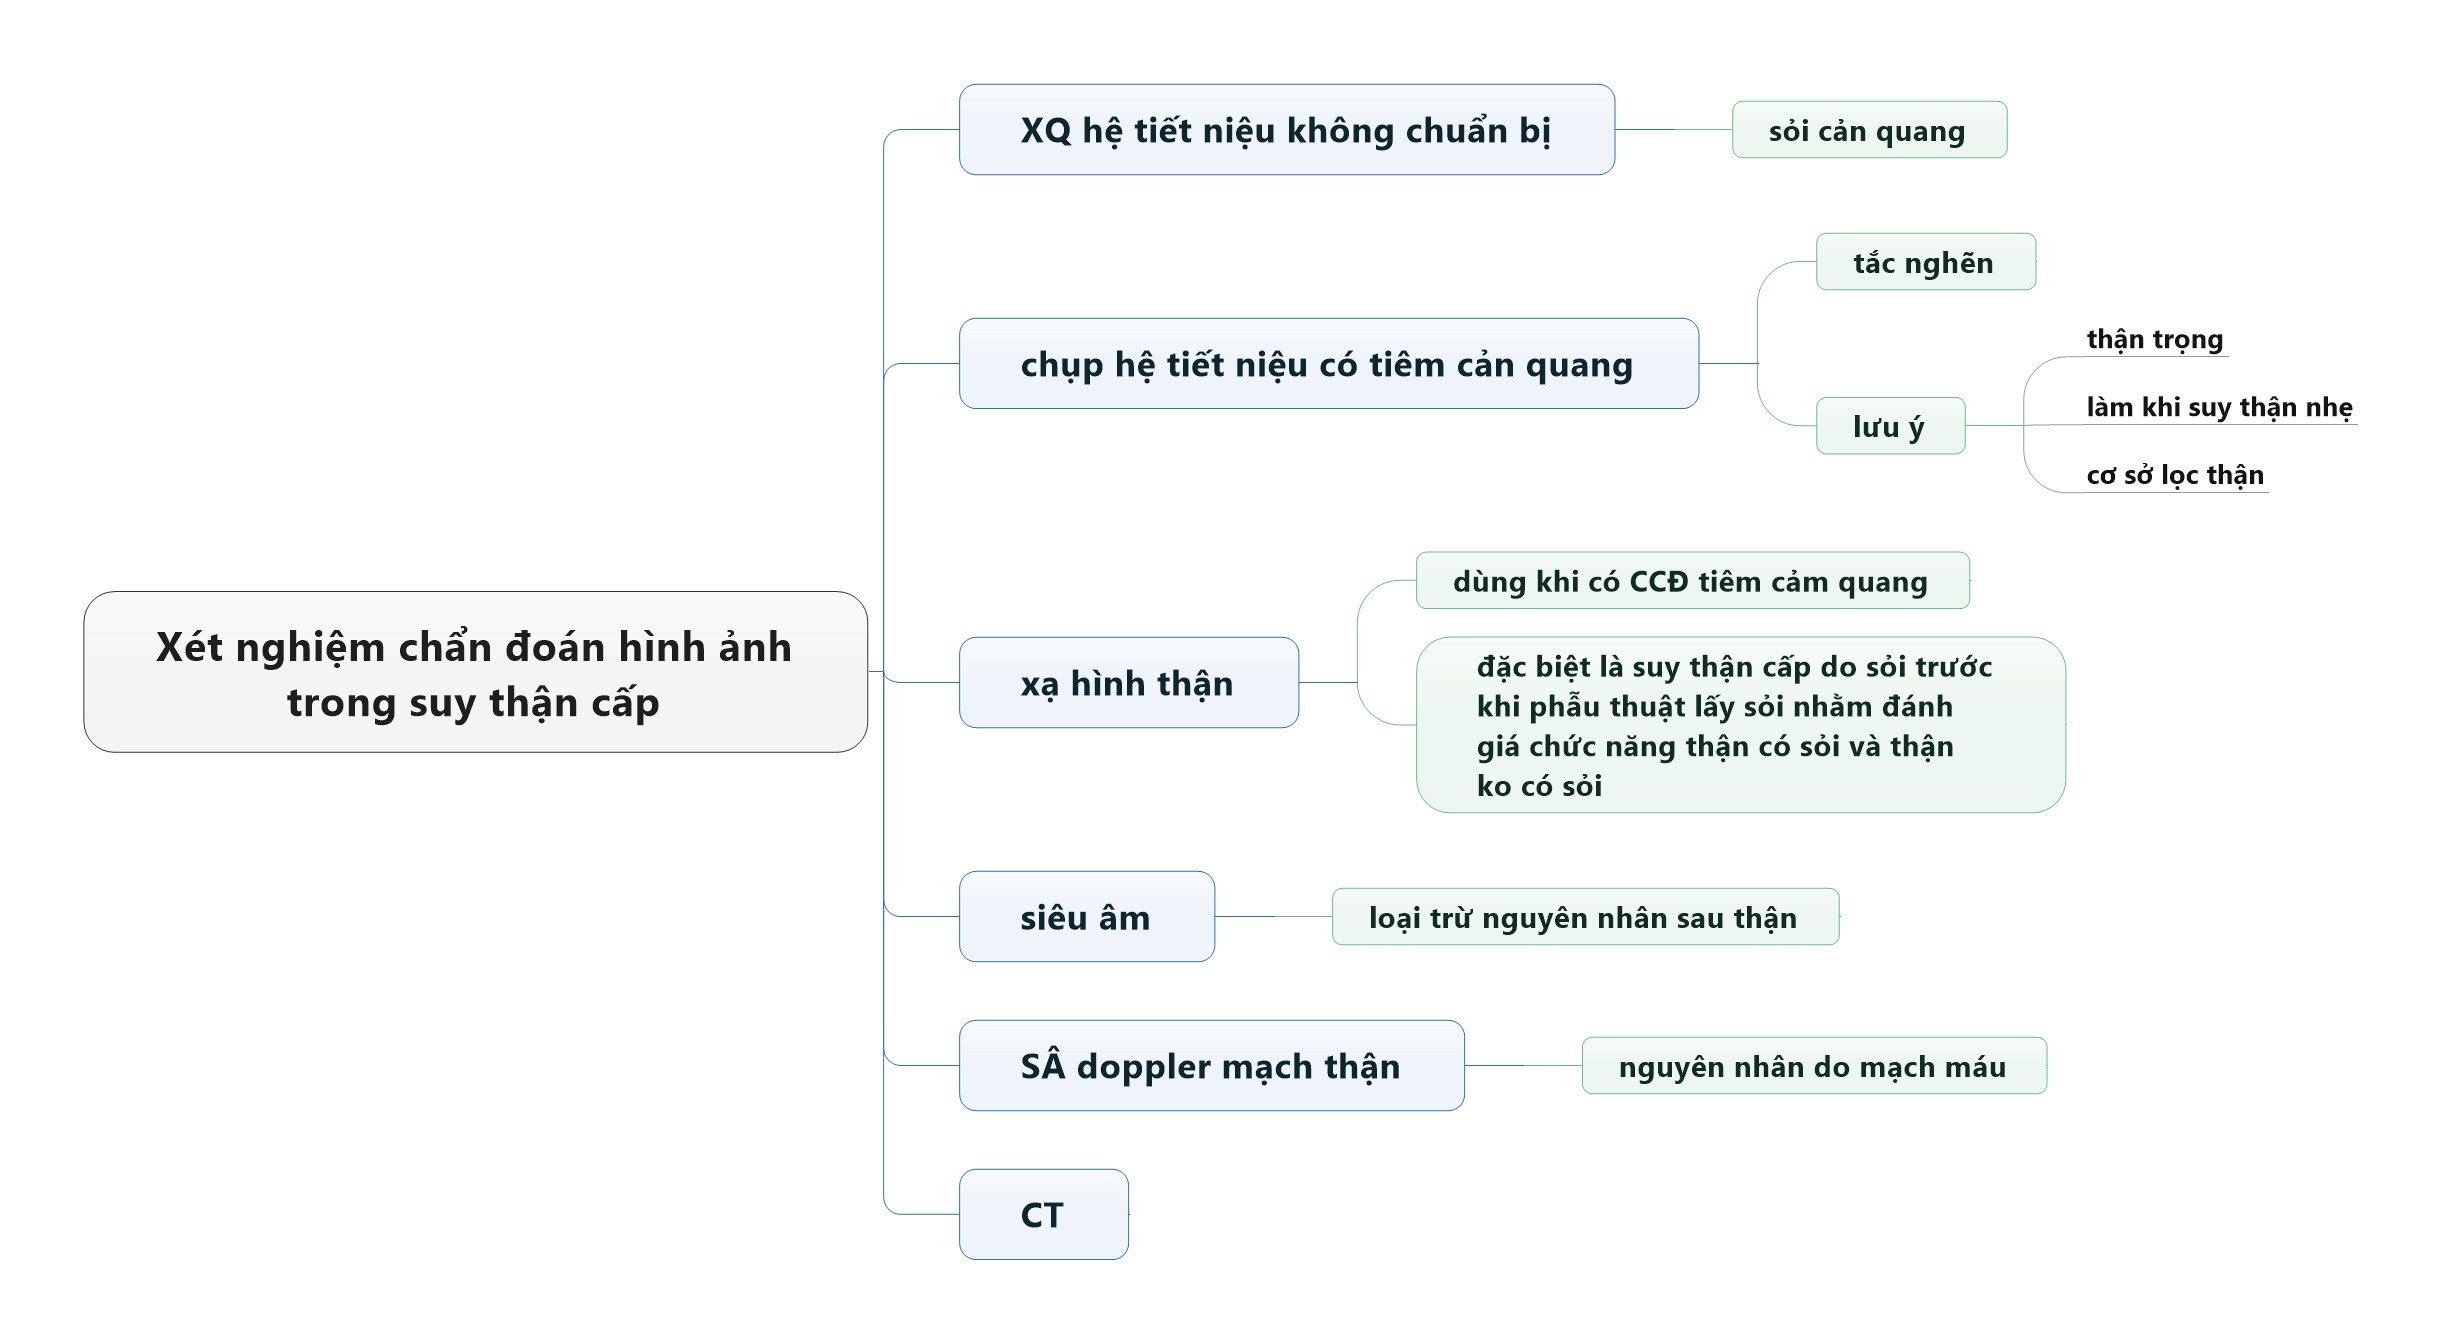 Xét nghiệm chẩn đoán hình ảnh
trong suy thận cấp
XQ hệ tiết niệu không chuẩn bị
sỏi cản quang
chụp hệ tiết niệu có tiêm cản quang
tắc nghẽn
lưu ý
thận trọng
làm khi suy thận nhẹ
cơ sở lọc thận
xạ hình thận
dùng khi có CCĐ tiêm cảm quang
đặc biệt là suy thận cấp do sỏi trước
khi phẫu thuật lấy sỏi nhằm đánh
giá chức năng thận có sỏi và thận
ko có sỏi
siêu âm
loại trừ nguyên nhân sau thận
SÂ doppler mạch thận
nguyên nhân do mạch máu
CT